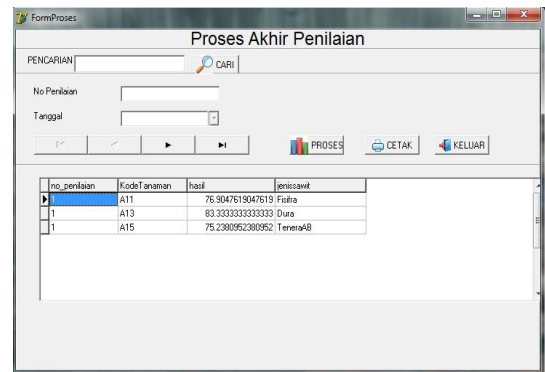 FormProses
Proses Akhir Penilaian
PENCARIAN CARI
No Penilaian
Tanggal
PROSES CETAK KELUAR
no_penilaian KodeTanaman hasil jenissawit
1 A11 76.9047619047619 Fisifra
1 A13 83.3333333333333 Dura
1 A15 75.2380952380952 TeneraAB